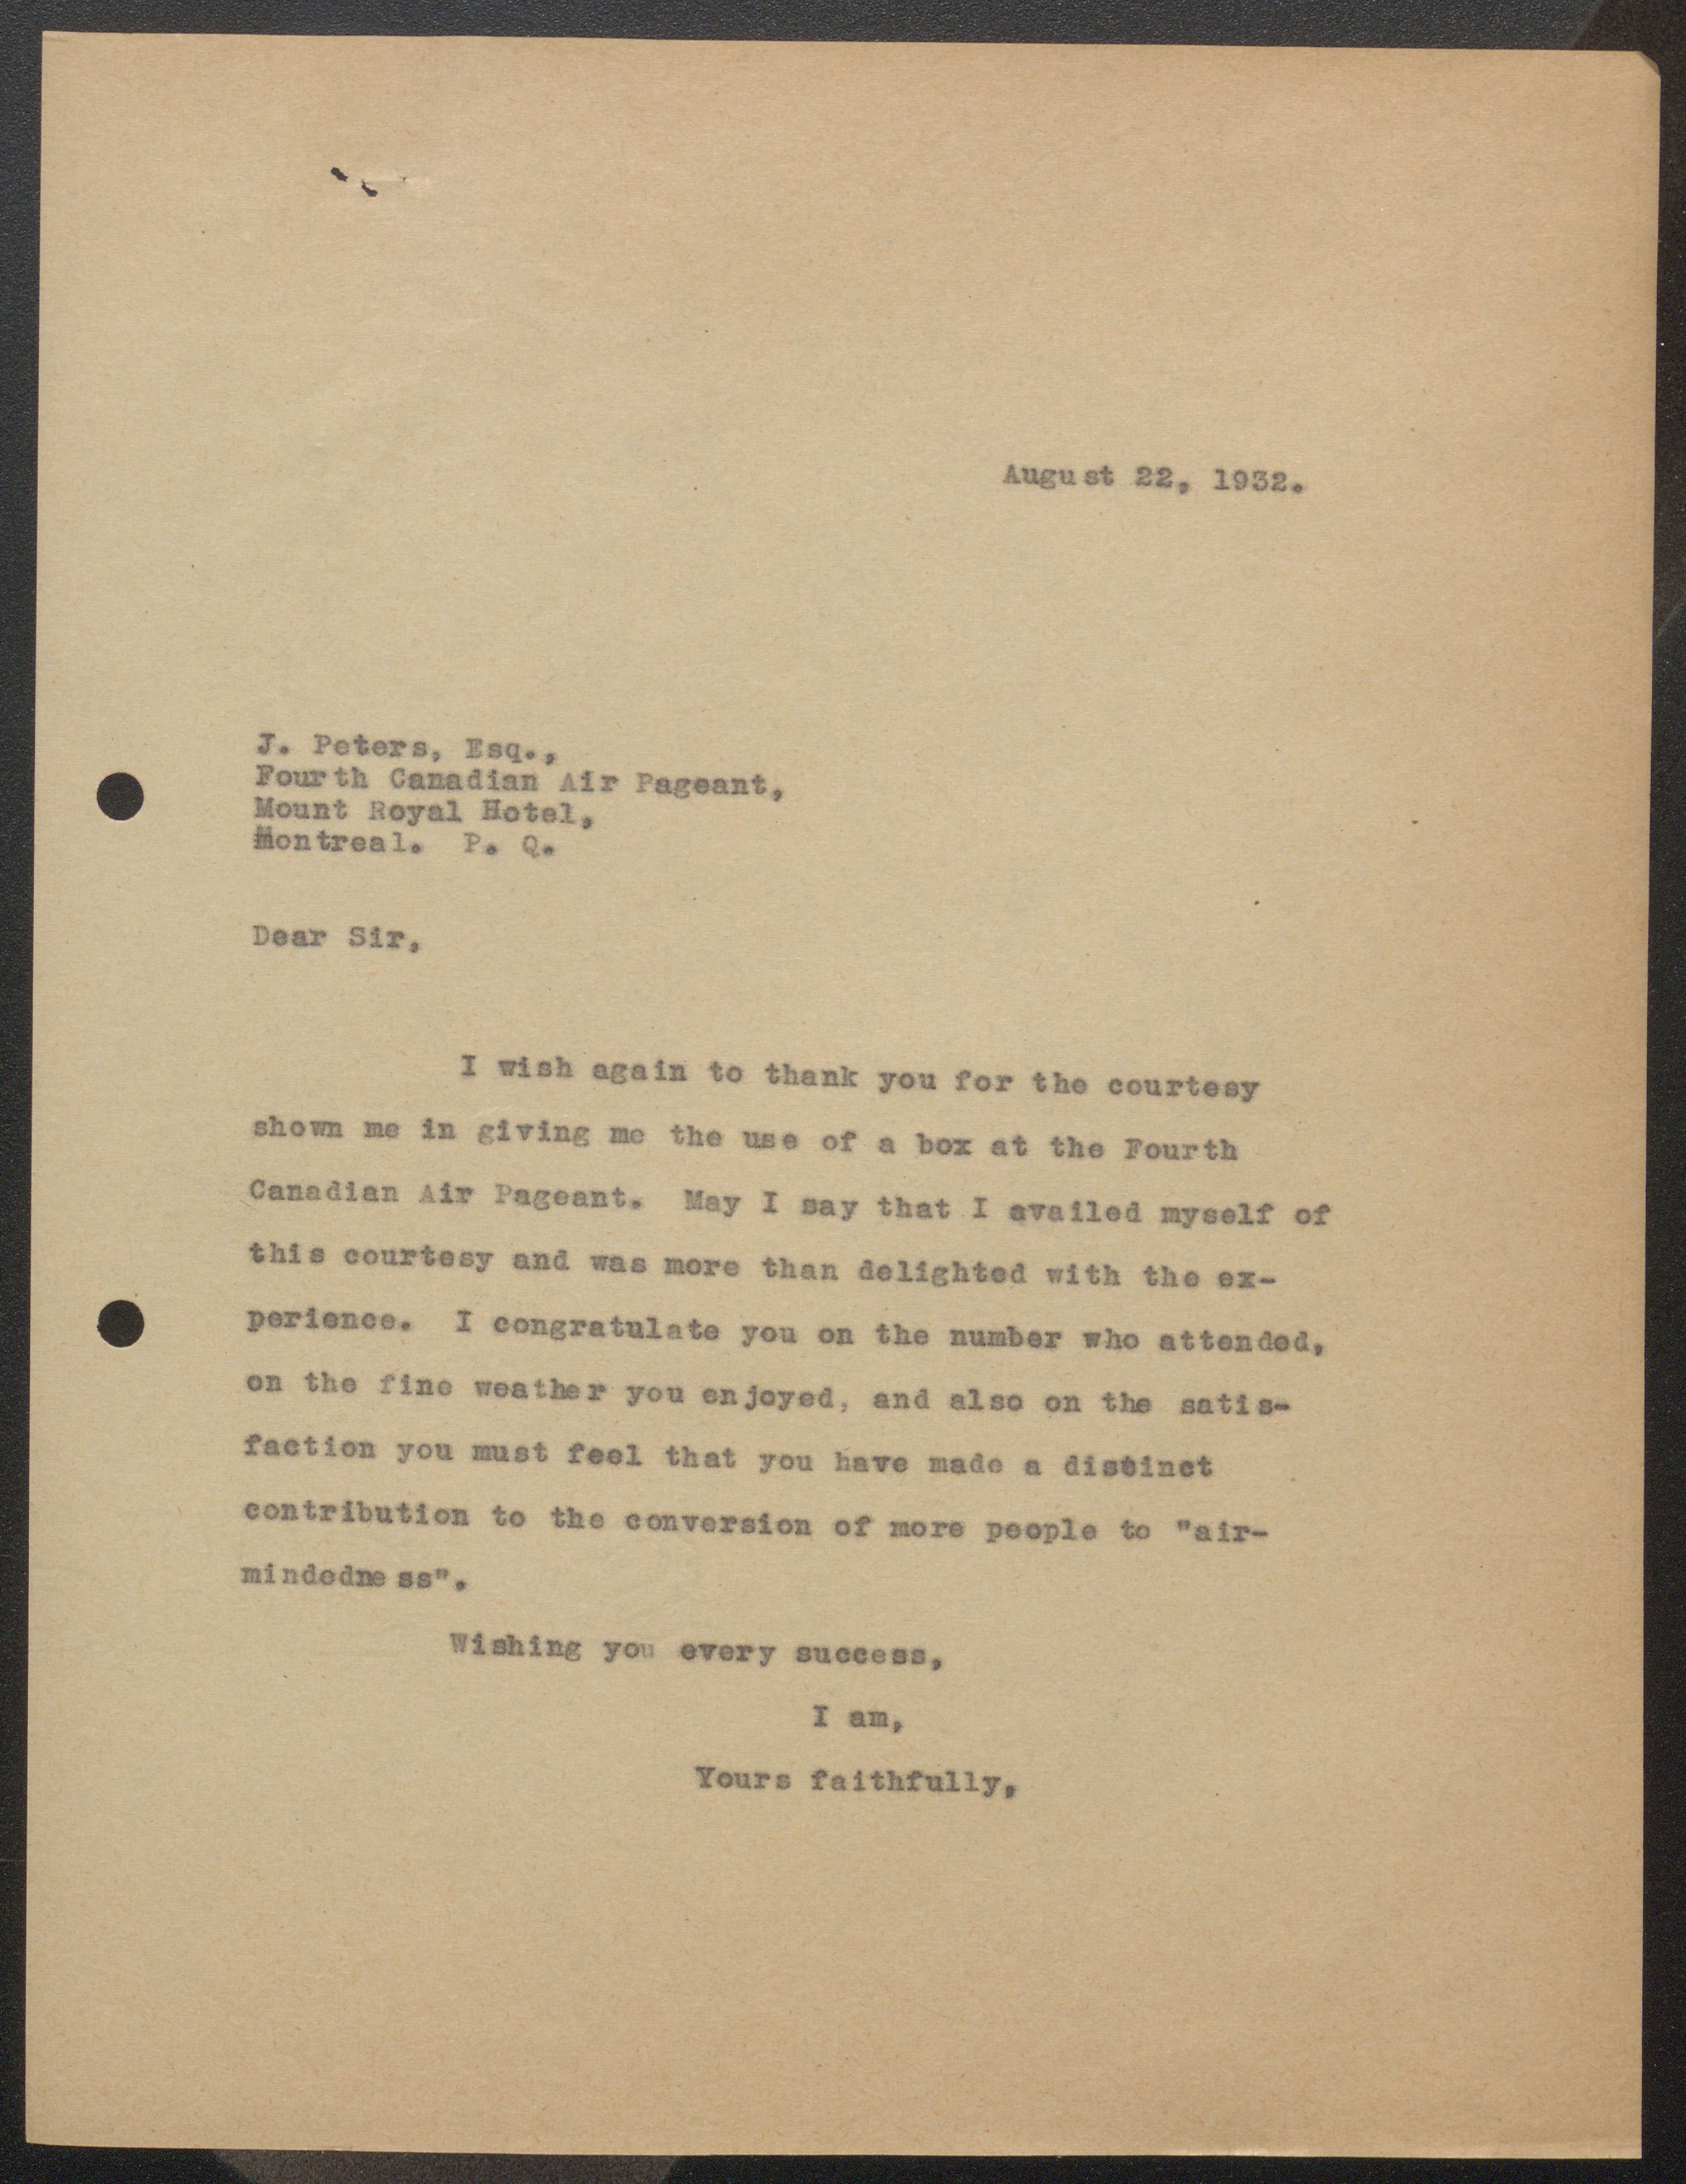 August 22, 1932.
J. Peters, Esq.,
Fourth Canadian Air Pageant,
Mount Royal Hotel,
Montreal. P. Q.
Dear Sir,
I wish again to thank you for the courtesy
shown me in giving me the use of a box at the Fourth
Canadian Air Pageant. May I say that I availed myself of
this courtesy and was more than delighted with the ex-
perience. I congratulate you on the number who attended,
on the fine weather you enjoyed, and also on the satis-
faction you must feel that you have made a distinct
contribution to the conversion of more people to "air-
mindedness".
Wishing you every success,
I am,
Yours faithfully,